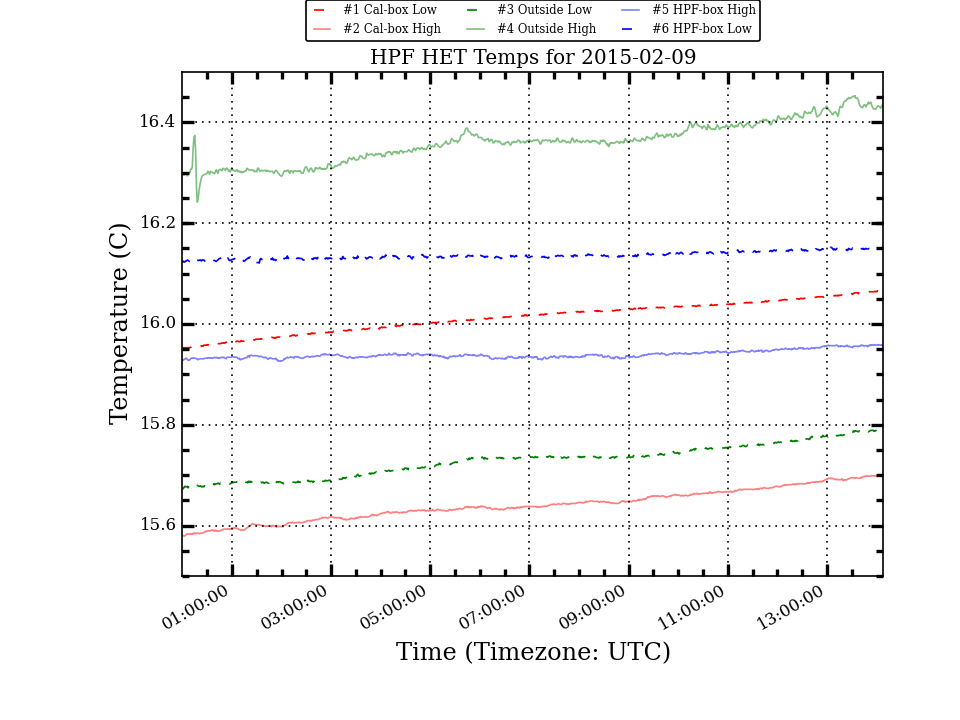 #1 Cal-box Low #3 Outside Low #5 HPF-box High
#2 Cal-box High #4 Outside High #6 HPF-box Low
HPF HET Temps for 2015-02-09
16.4
16.2
16.0
15.8
15.6
Temperature (C)
01:00:00 03:00:00 05:00:00 07:00:00 09:00:00 11:00:00 13:00:00
Time (Timezone: UTC)